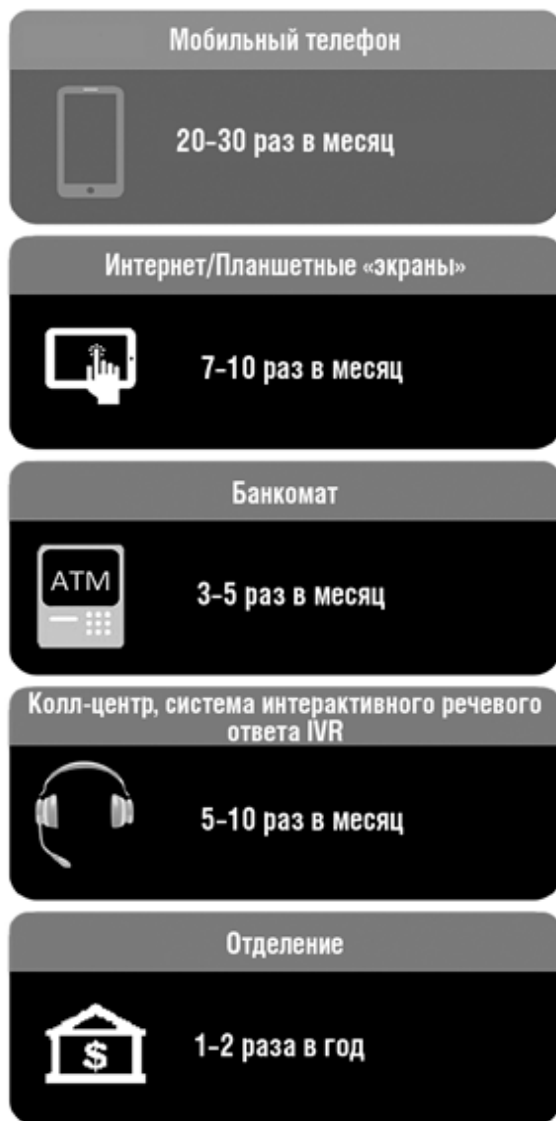 Мобильный телефон
20-30 раз в месяц
Интернет/Планшетные «экраны»
7-10 раз в месяц
Банкомат
ATM
3-5 раз в месяц
Колл-центр, система интерактивного речевого
ответа IVR
5-10 раз в месяц
Отделение
$
1-2 раза в год